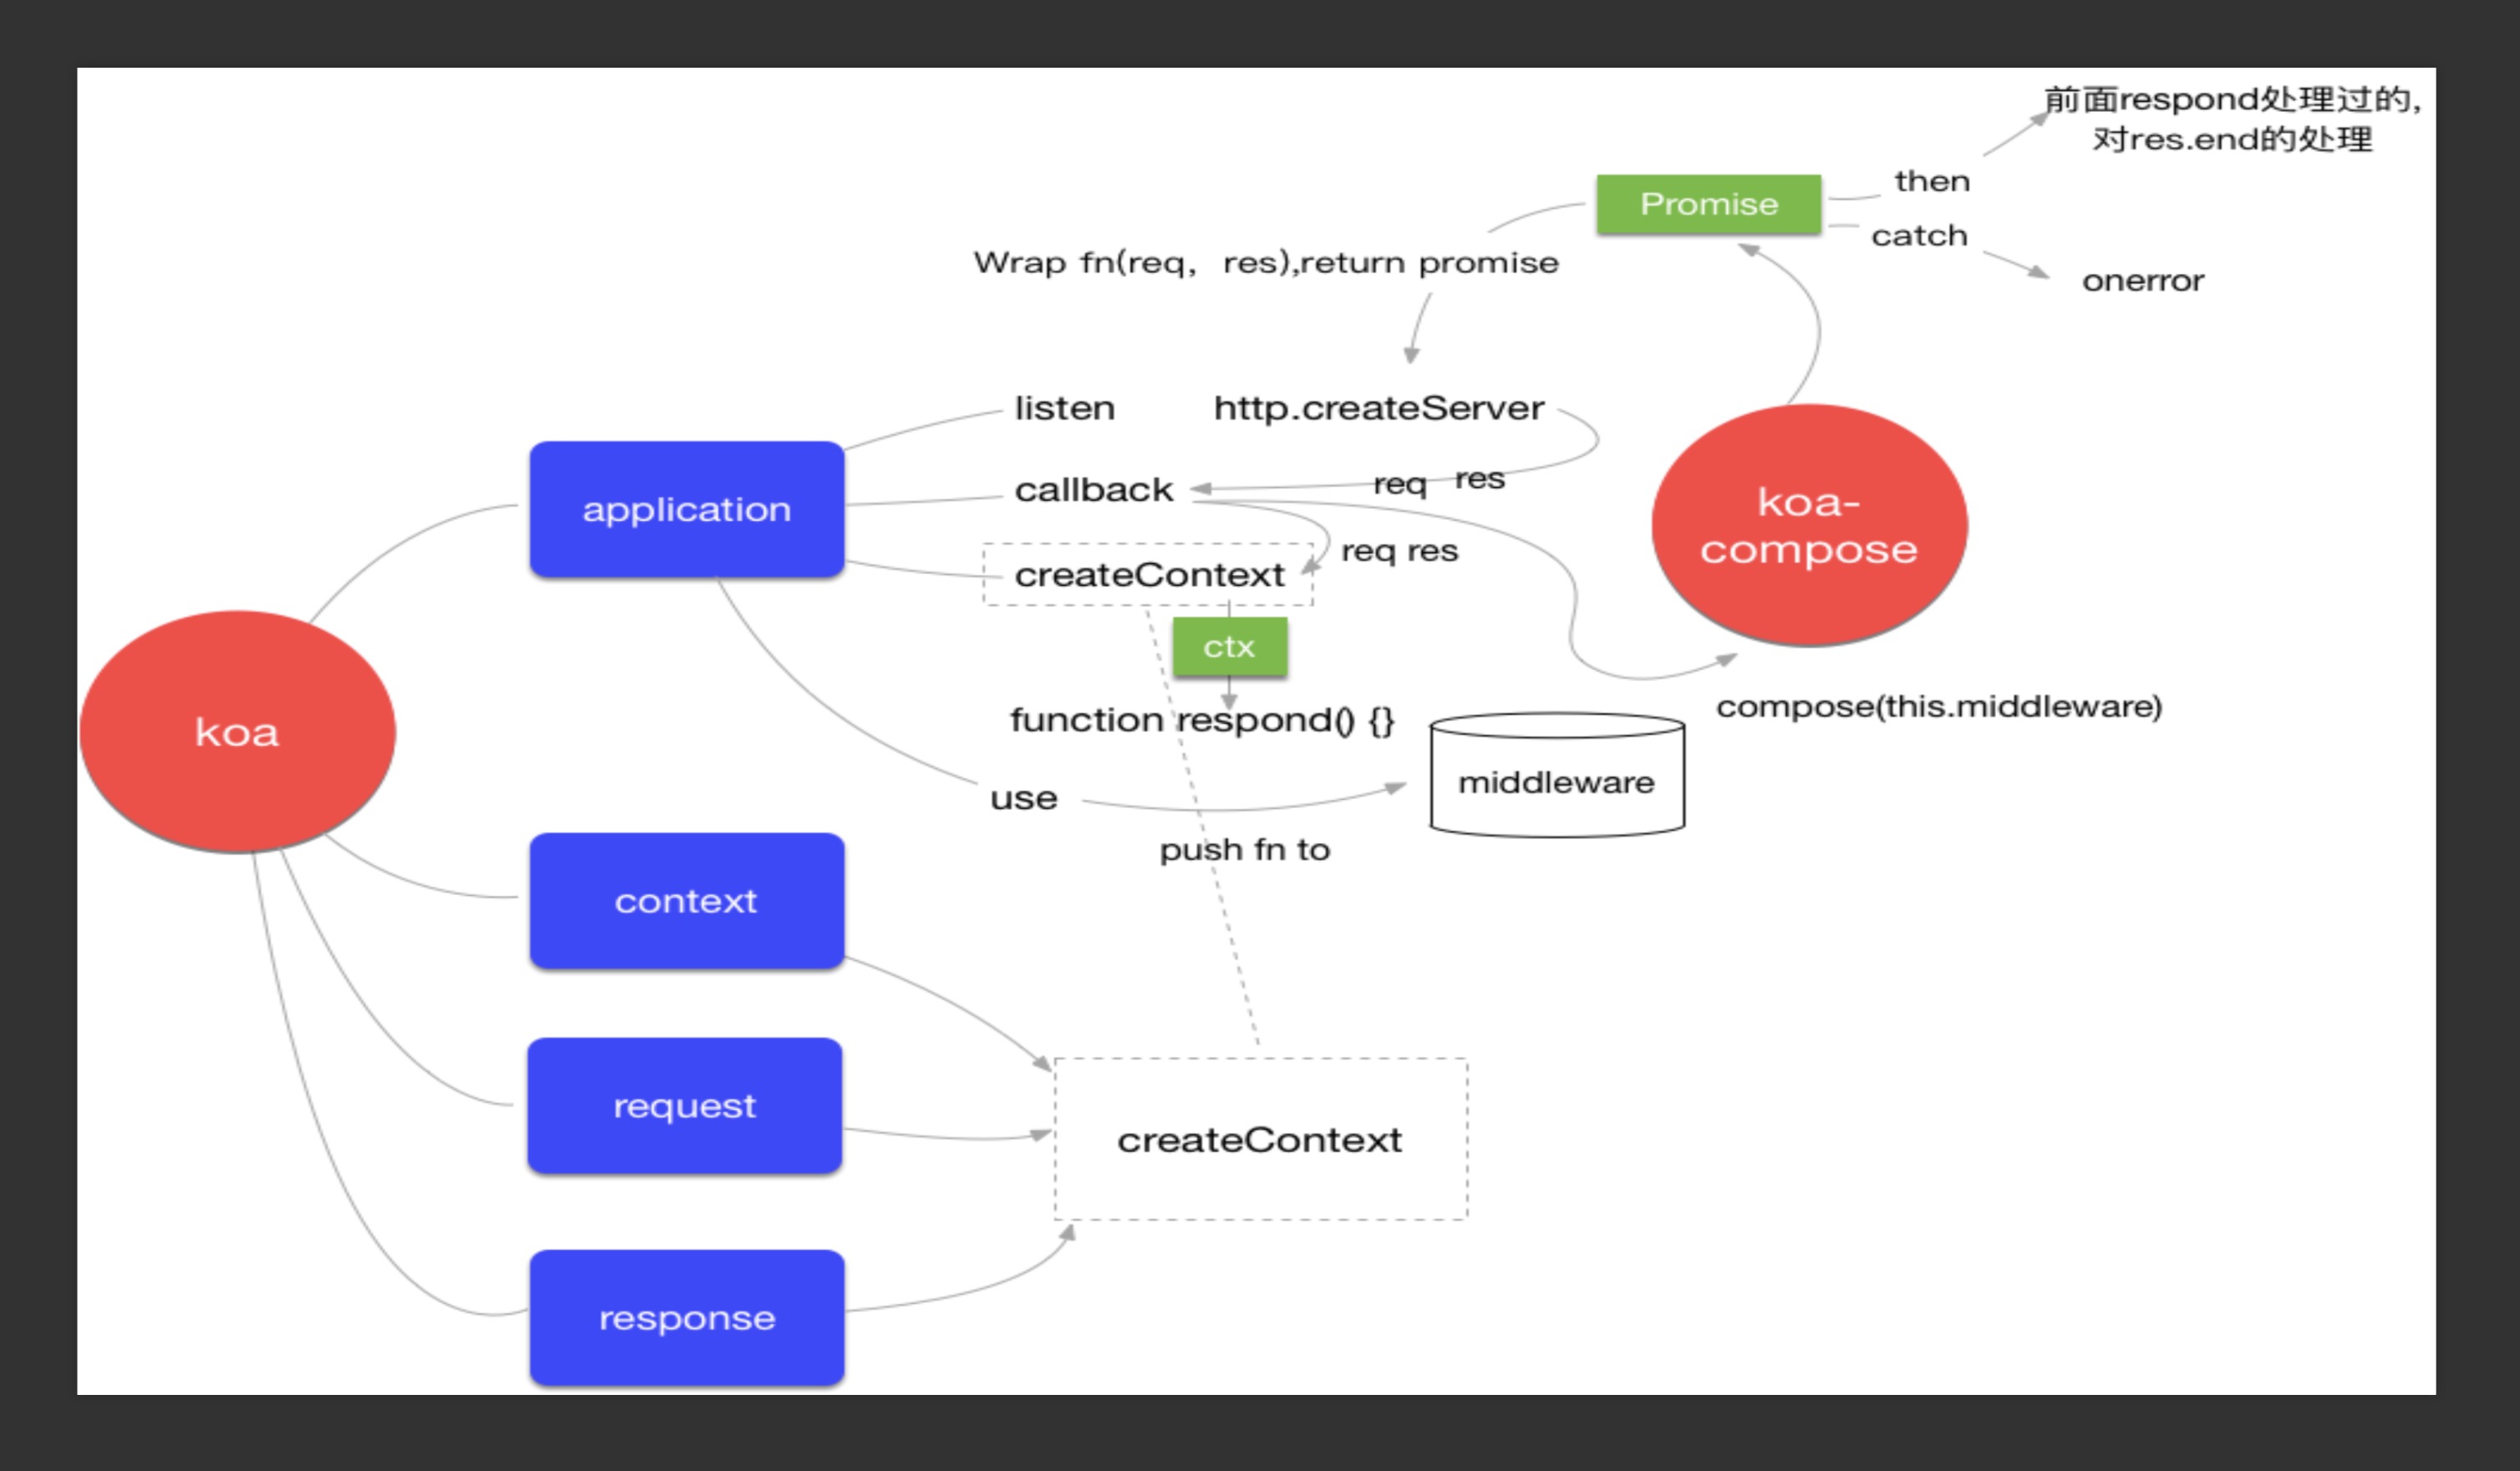 前面respond处理过的,
对res.end的处理
then
Promise
catch
Wrap fn(req, res),return promise
onerror
listen
http.createServer
callback
req res
application
koa-
compose
req res
createContext
ctx
function respond() {}
compose(this.middleware)
koa
middleware
use
push fn to
context
request
createContext
response